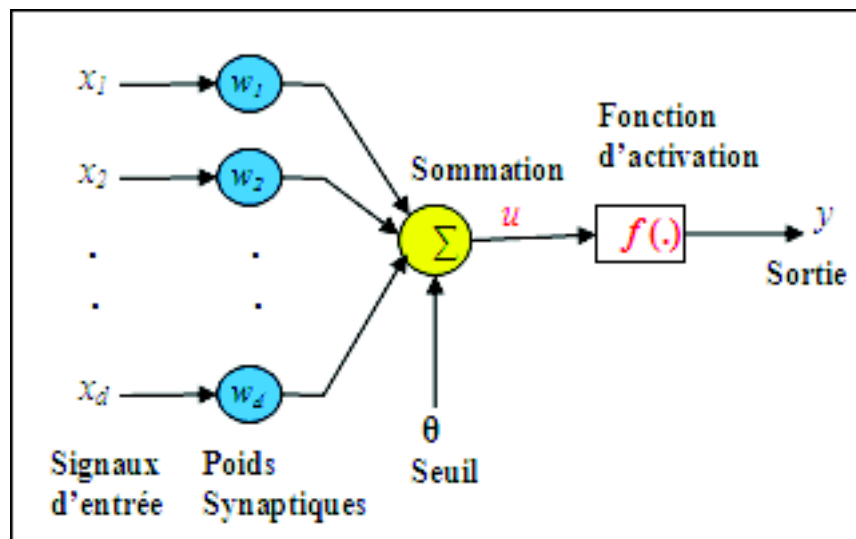 x1 w1
Fonction
d'activation
x2 w2
Sommation
u
Σ
f(.)
y
Sortie
. .
. .
xd wd
θ
Seuil
Signaux
d'entrée
Poids
Synaptiques